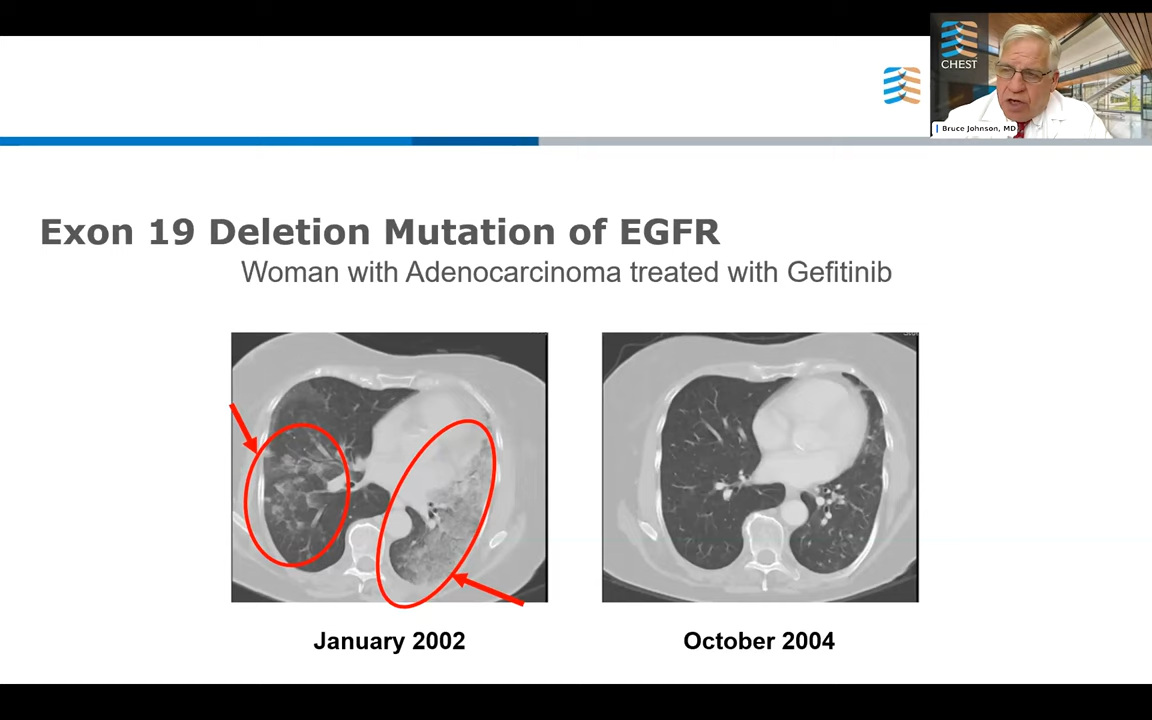 CHEST
Bruce Johnson, MD
Exon 19 Deletion Mutation of EGFR
Woman with Adenocarcinoma treated with Gefitinib
January 2002
October 2004